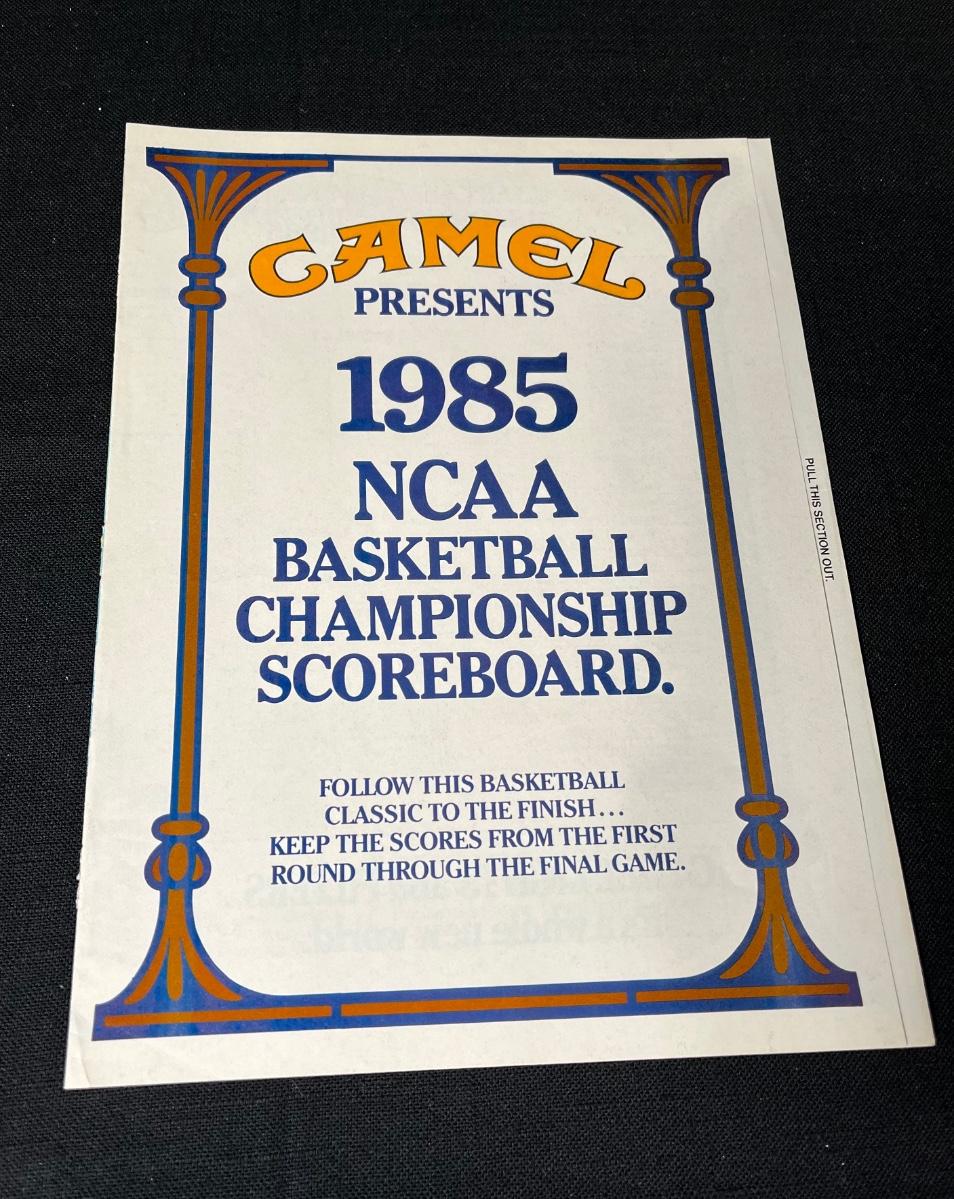 CAMEL
PRESENTS
1985
NCAA
BASKETBALL
CHAMPIONSHIP
SCOREBOARD.
FOLLOW THIS BASKETBALL
CLASSIC TO THE FINISH...
KEEP THE SCORES FROM THE FIRST
ROUND THROUGH THE FINAL GAME.
PULL THIS SECTION OUT.